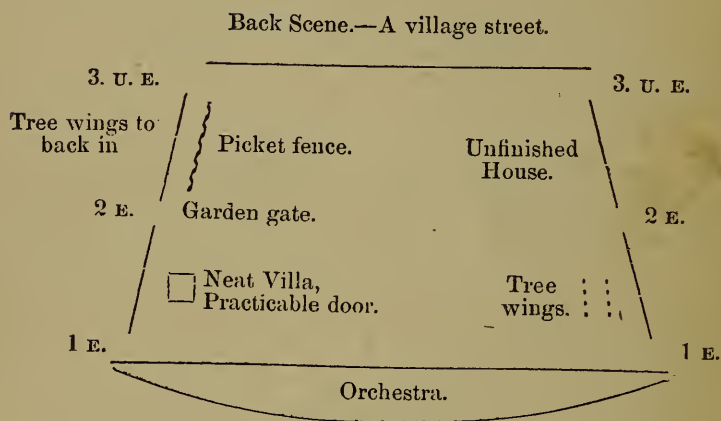 Back Scene.—A village street.
3. U. E.
3. U. E.
Tree wings to
back in
Picket fence.
Unfinished
House.
2 E.
Garden gate.
2 E.
Neat Villa,
Practicable door.
Tree
wings.
1 E.
1 E.
Orchestra.